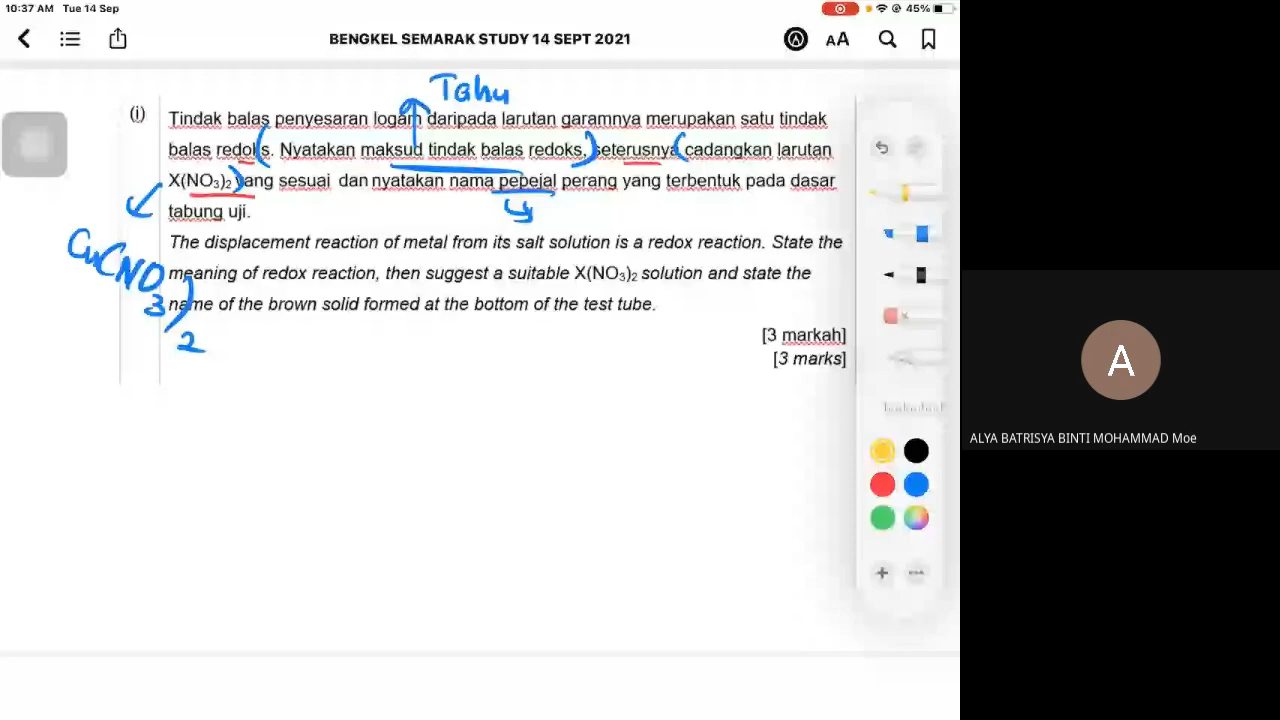 10:37 AM Tue 14 Sep
45%
BENGKEL SEMARAK STUDY 14 SEPT 2021
AA
Tahu
(i) Tindak balas penyesaran logam daripada larutan garamnya merupakan satu tindak
balas redoks. Nyatakan maksud tindak balas redoks, seterusnya cadangkan larutan
X(NO₃)₂ yang sesuai dan nyatakan nama pepejal perang yang terbentuk pada dasar
tabung uji.
Cu(NO₃)₂
The displacement reaction of metal from its salt solution is a redox reaction. State the
meaning of redox reaction, then suggest a suitable X(NO₃)₂ solution and state the
name of the brown solid formed at the bottom of the test tube.
[3 markah]
[3 marks]
A
ALYA BATRISYA BINTI MOHAMMAD Moe